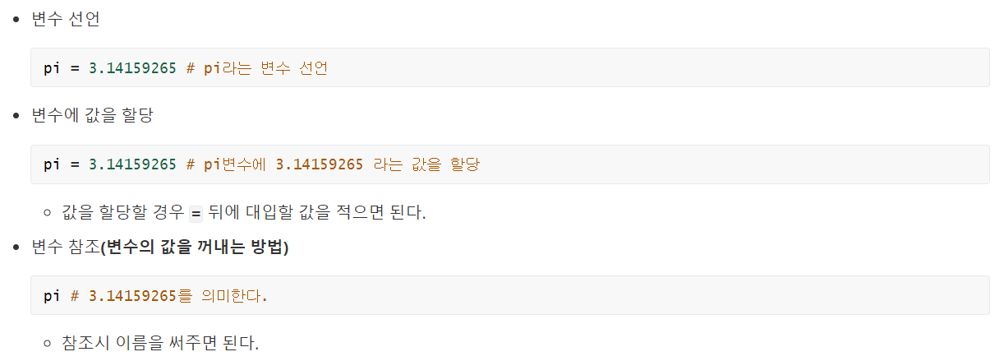 변수 선언
pi = 3.14159265 # pi라는 변수 선언
변수에 값을 할당
pi = 3.14159265 # pi변수에 3.14159265 라는 값을 할당
값을 할당할 경우 = 뒤에 대입할 값을 적으면 된다.
변수 참조(변수의 값을 꺼내는 방법)
pi # 3.14159265를 의미한다.
참조시 이름을 써주면 된다.